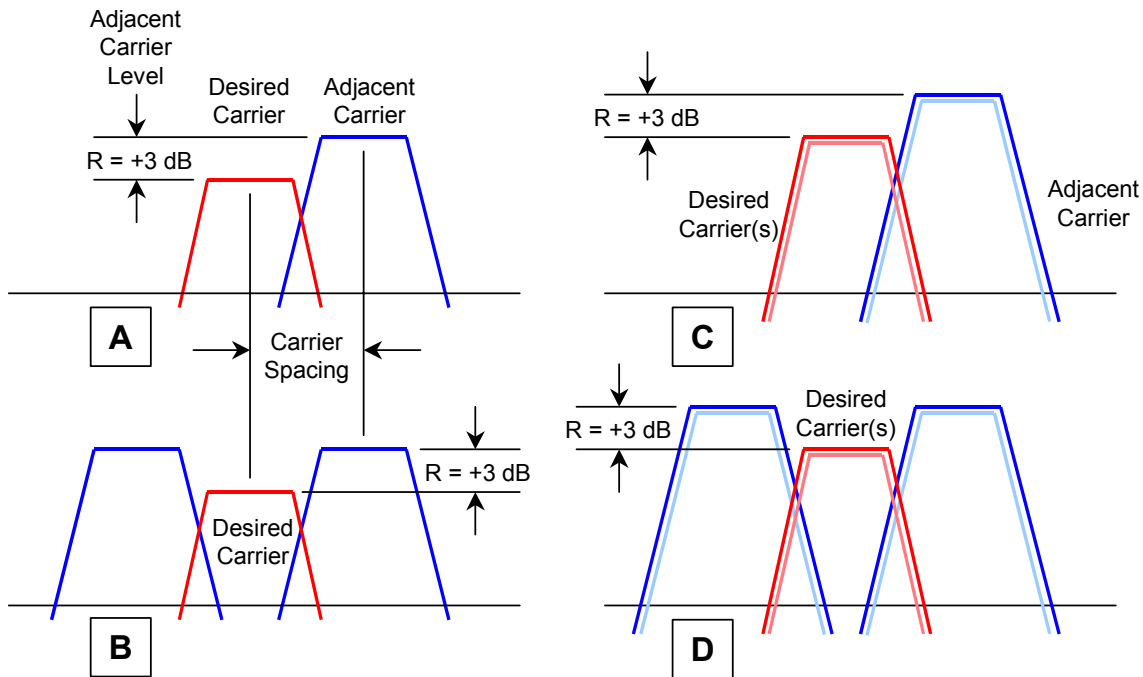 Adjacent
Carrier
Level
Desired
Carrier
Adjacent
Carrier
R = +3 dB
A
Carrier
Spacing
R = +3 dB
Desired
Carrier
B
R = +3 dB
Desired
Carrier(s)
Adjacent
Carrier
C
Desired
Carrier(s)
R = +3 dB
D